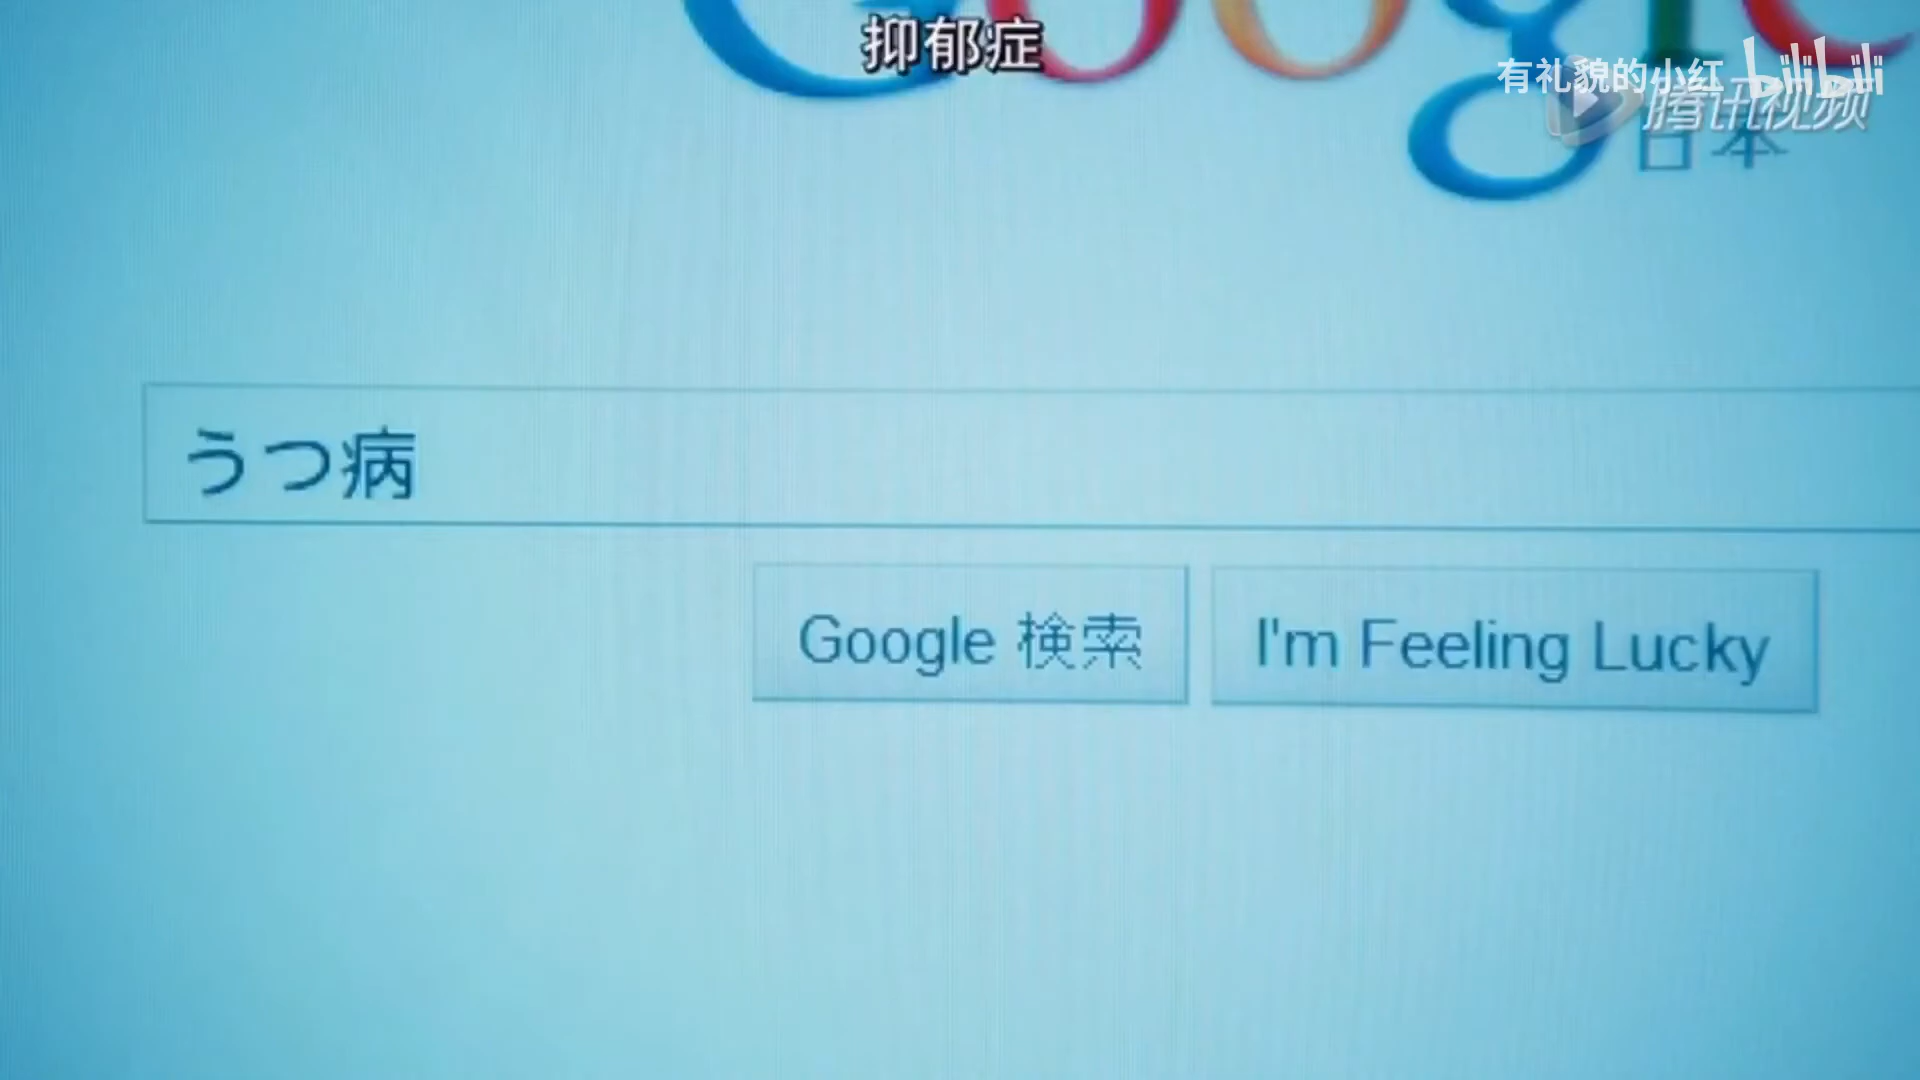 Google
抑郁症
有礼貌的小红 bilibili
腾讯视频
日本
うつ病
Google 検索
I'm Feeling Lucky